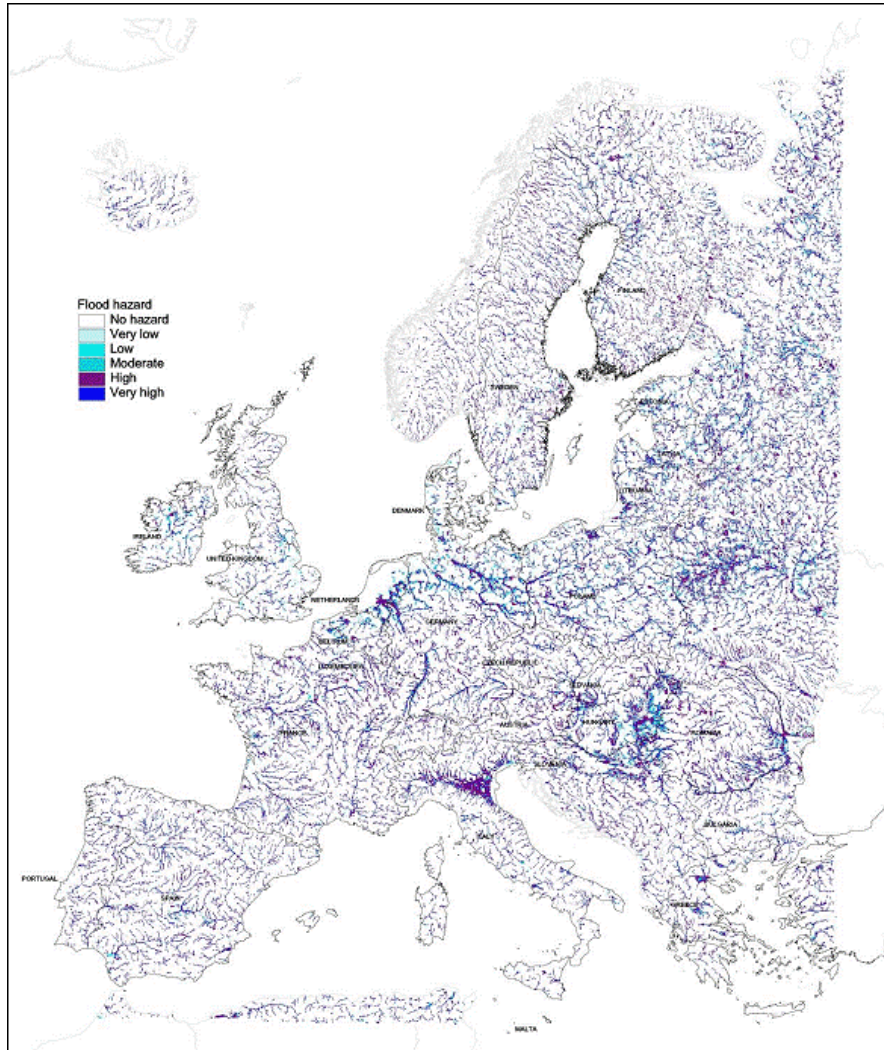 Flood hazard
No hazard
Very low
Low
Moderate
High
Very high
FINLAND
SWEDEN
ESTONIA
LATVIA
LITHUANIA
DENMARK
IRELAND
UNITED KINGDOM
NETHERLANDS
POLAND
GERMANY
BELGIUM
LUXEMBOURG
CZECH REPUBLIC
SLOVAKIA
HUNGARY
AUSTRIA
FRANCE
ROMANIA
SLOVENIA
BULGARIA
ITALY
PORTUGAL
SPAIN
GREECE
MALTA